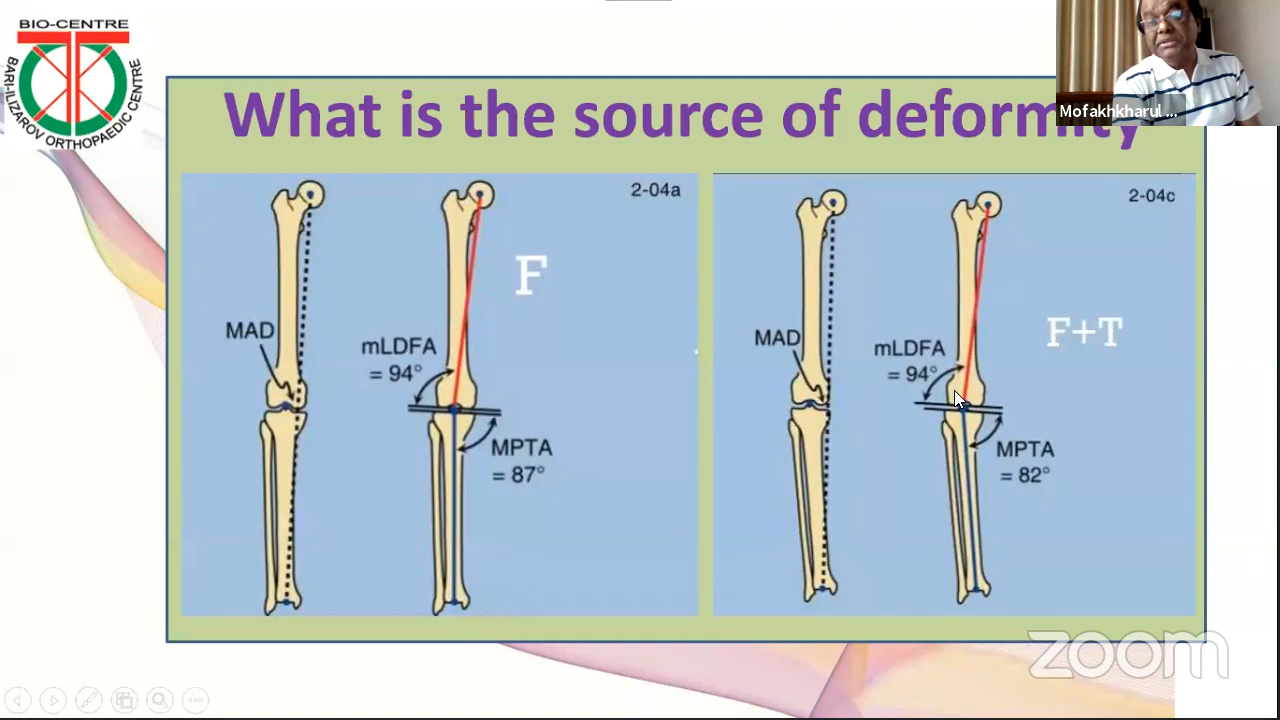 BIO-CENTRE
BARI-ILIZAROV ORTHOPAEDIC CENTRE
Mofakhkharul ...
What is the source of deformity
2-04a
F
MAD
mLDFA
= 94°
MPTA
= 87°
2-04c
F+T
MAD
mLDFA
= 94°
MPTA
= 82°
zoom